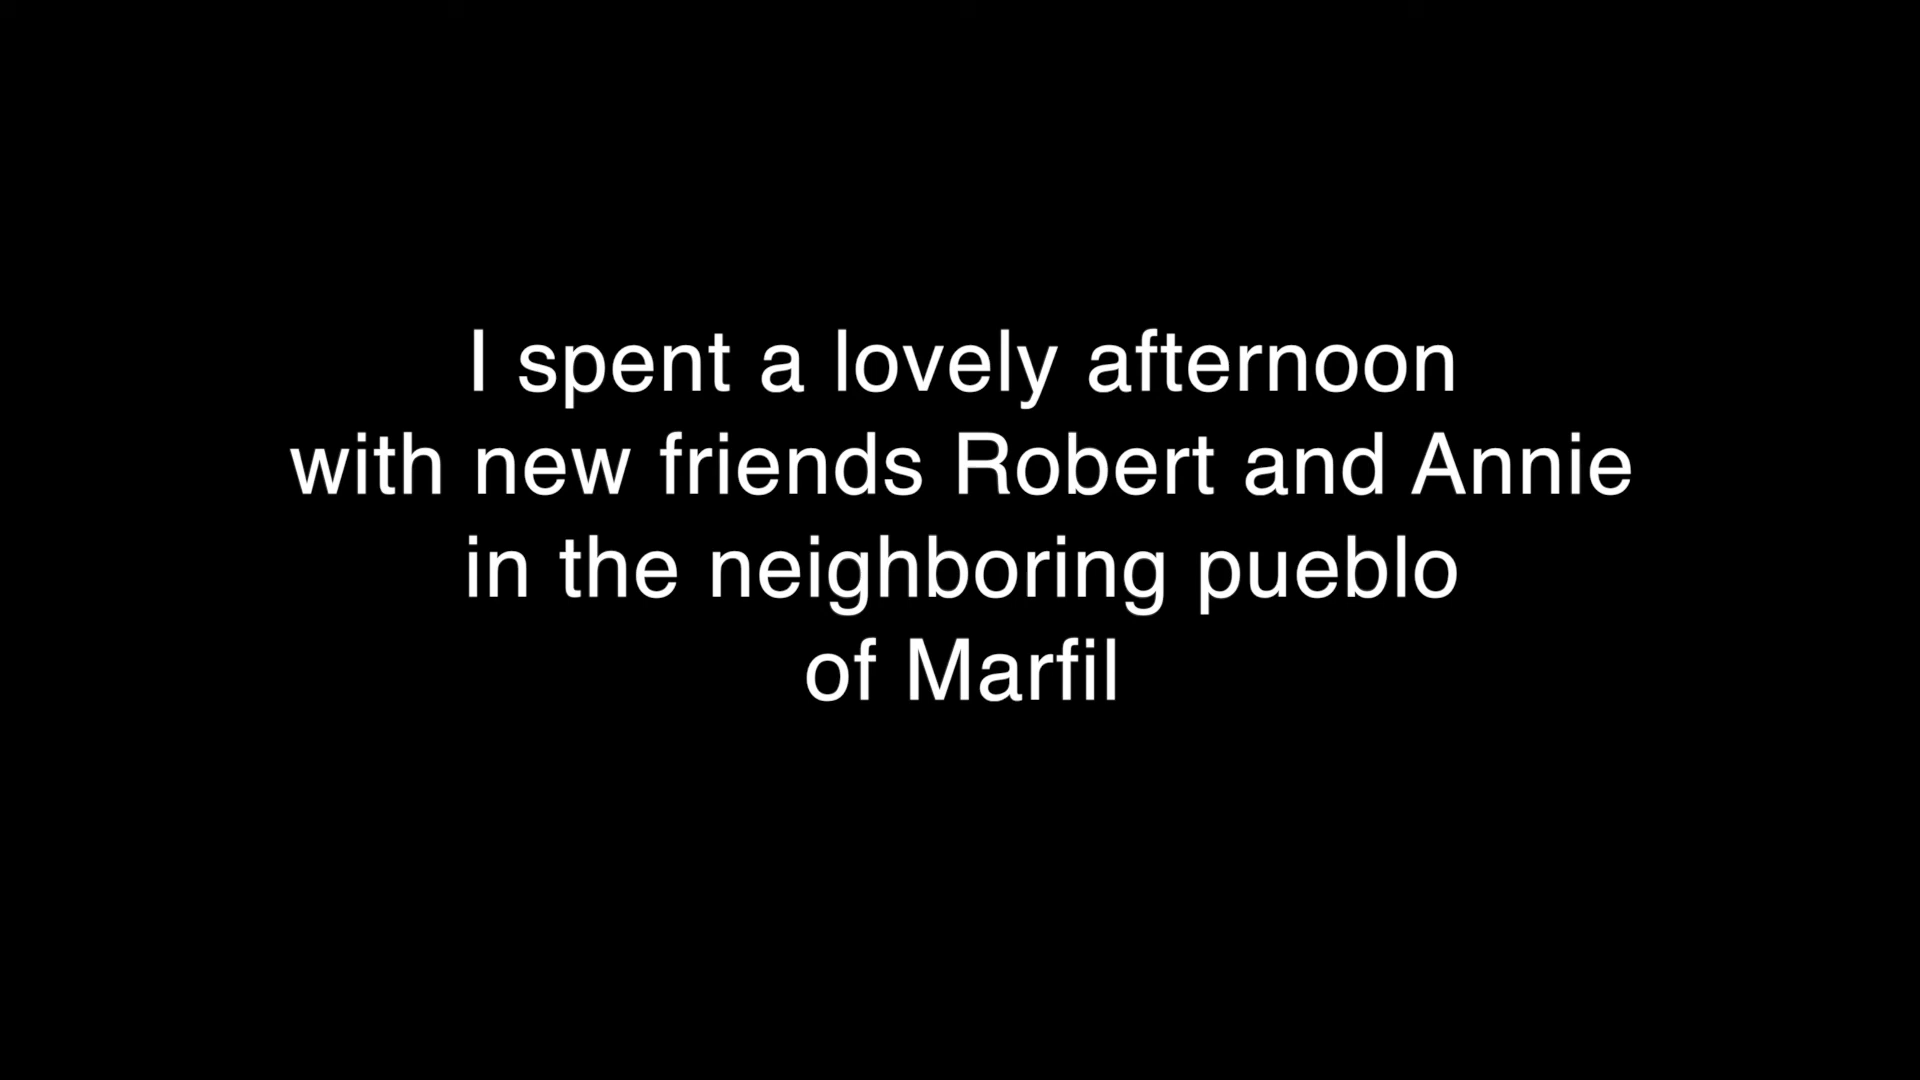 I spent a lovely afternoon
with new friends Robert and Annie
in the neighboring pueblo
of Marfil